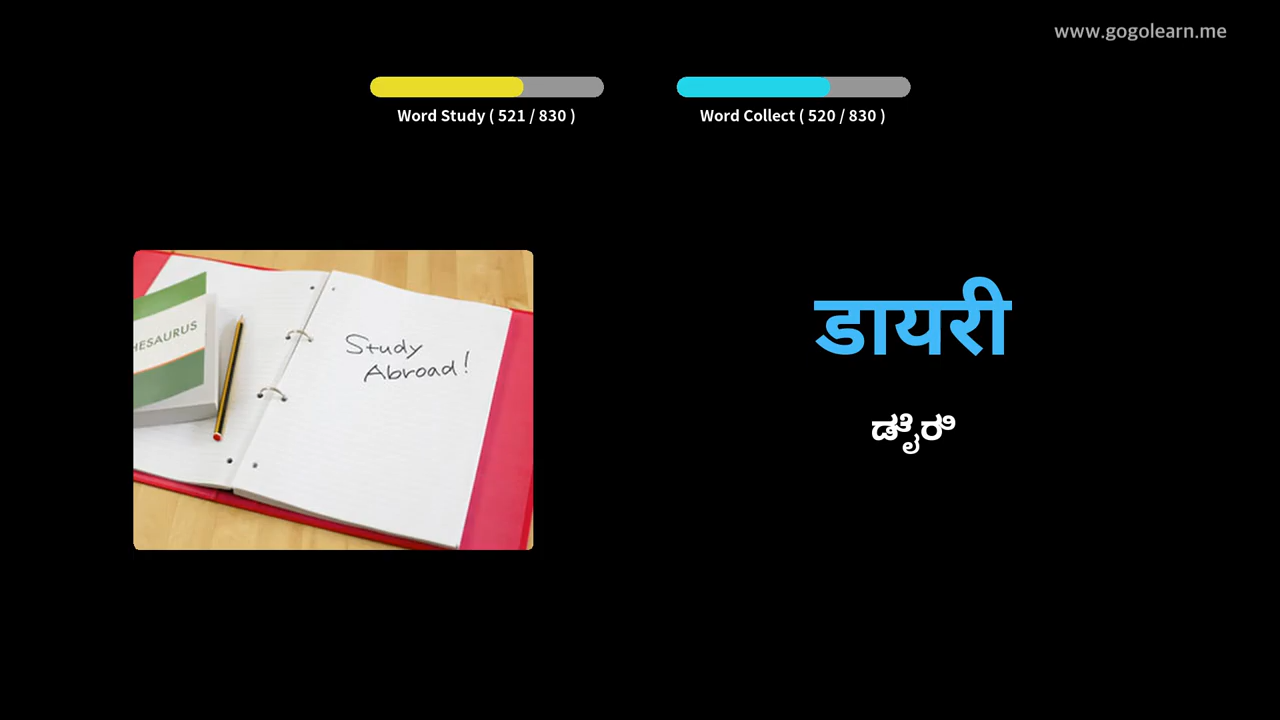 www.gogolearn.me
Word Study ( 521 / 830 )
Word Collect ( 520 / 830 )
HESAURUS
Study
Abroad!
डायरी
ಡೈರಿ